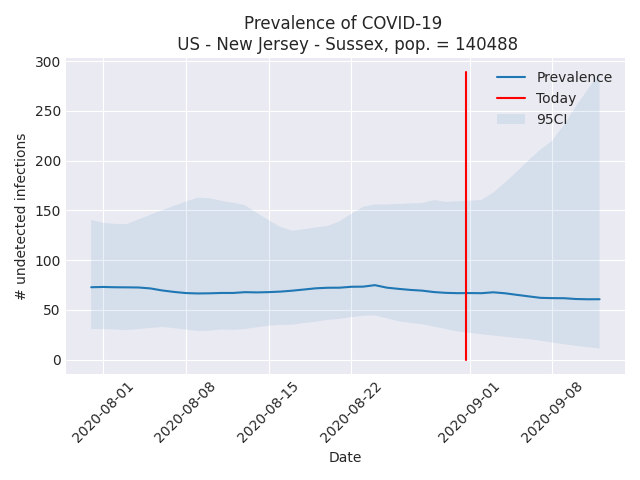 Prevalence of COVID-19
US - New Jersey - Sussex, pop. = 140488
300
250
200
150
100
50
0
# undetected infections
Prevalence
Today
95CI
2020-08-01
2020-08-08
2020-08-15
2020-08-22
2020-09-01
2020-09-08
Date